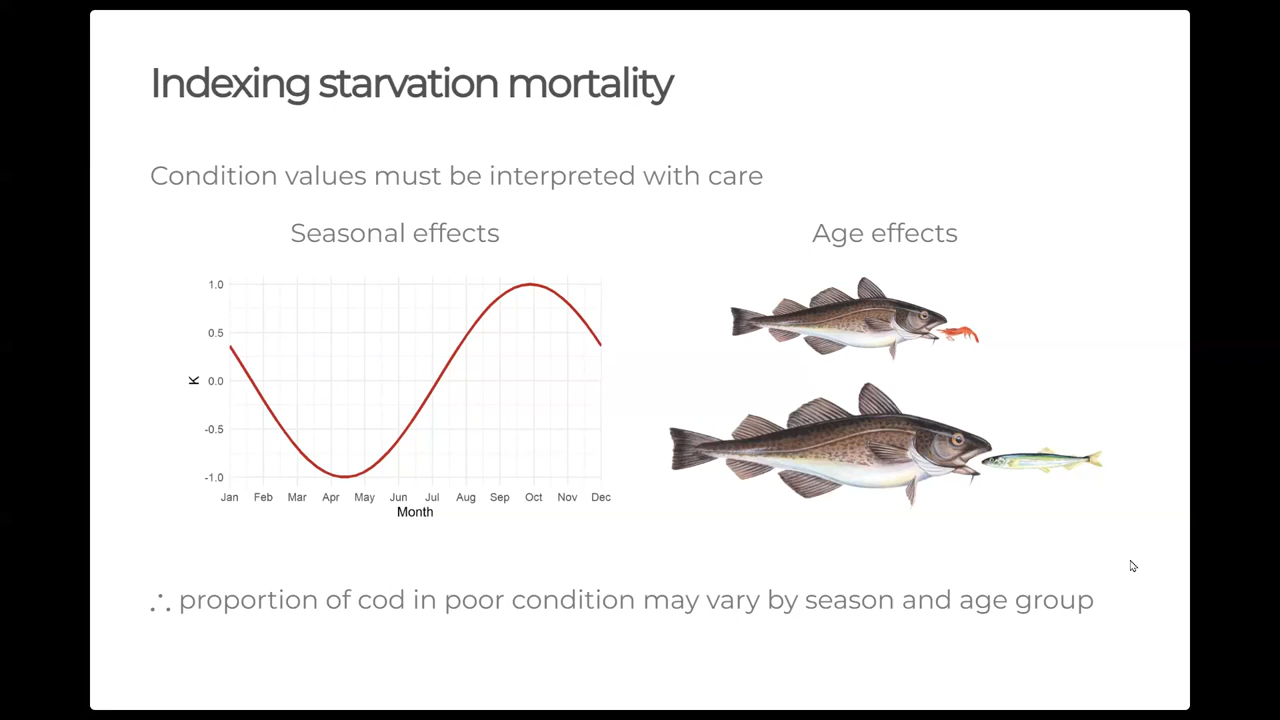 Indexing starvation mortality
Condition values must be interpreted with care
Seasonal effects
Age effects
1.0
0.5
0.0
-0.5
-1.0
K
Jan Feb Mar Apr May Jun Jul Aug Sep Oct Nov Dec
Month
∴ proportion of cod in poor condition may vary by season and age group